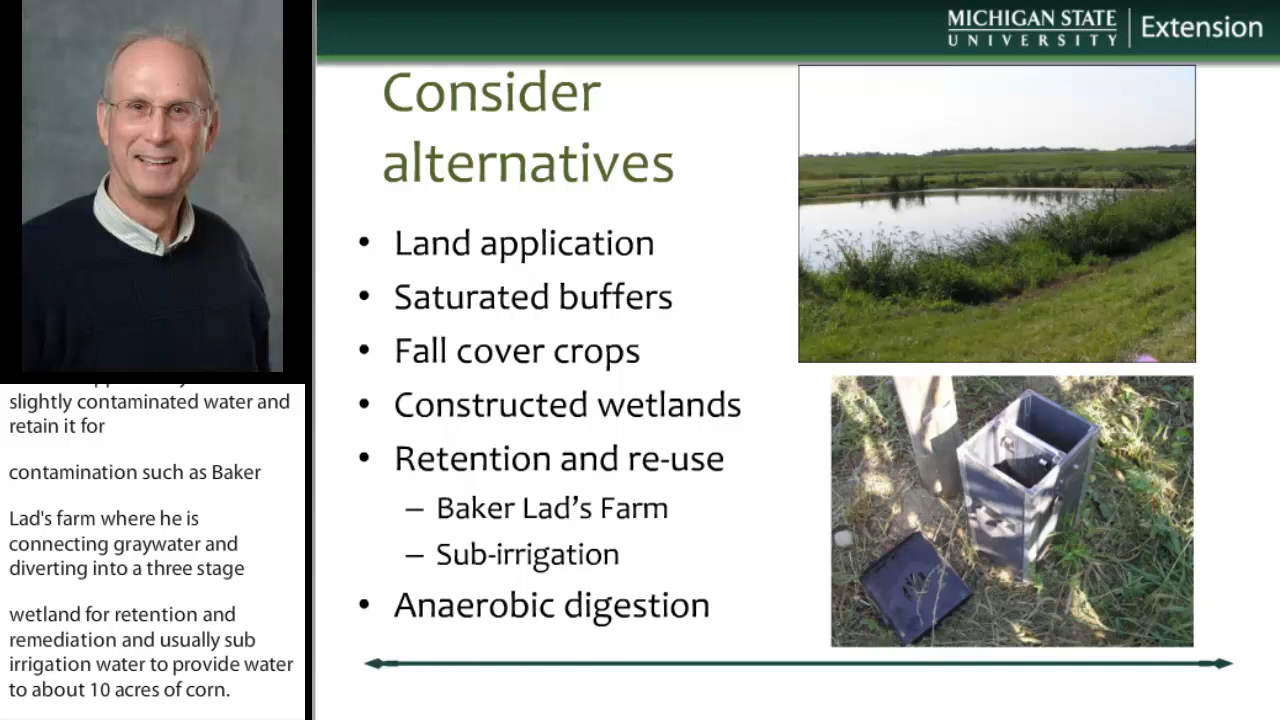 MICHIGAN STATE
UNIVERSITY
Extension
Consider
alternatives
• Land application
• Saturated buffers
• Fall cover crops
• Constructed wetlands
• Retention and re-use
– Baker Lad’s Farm
– Sub-irrigation
• Anaerobic digestion
slightly contaminated water and
retain it for
contamination such as Baker
Lad's farm where he is
connecting graywater and
diverting into a three stage
wetland for retention and
remediation and usually sub
irrigation water to provide water
to about 10 acres of corn.